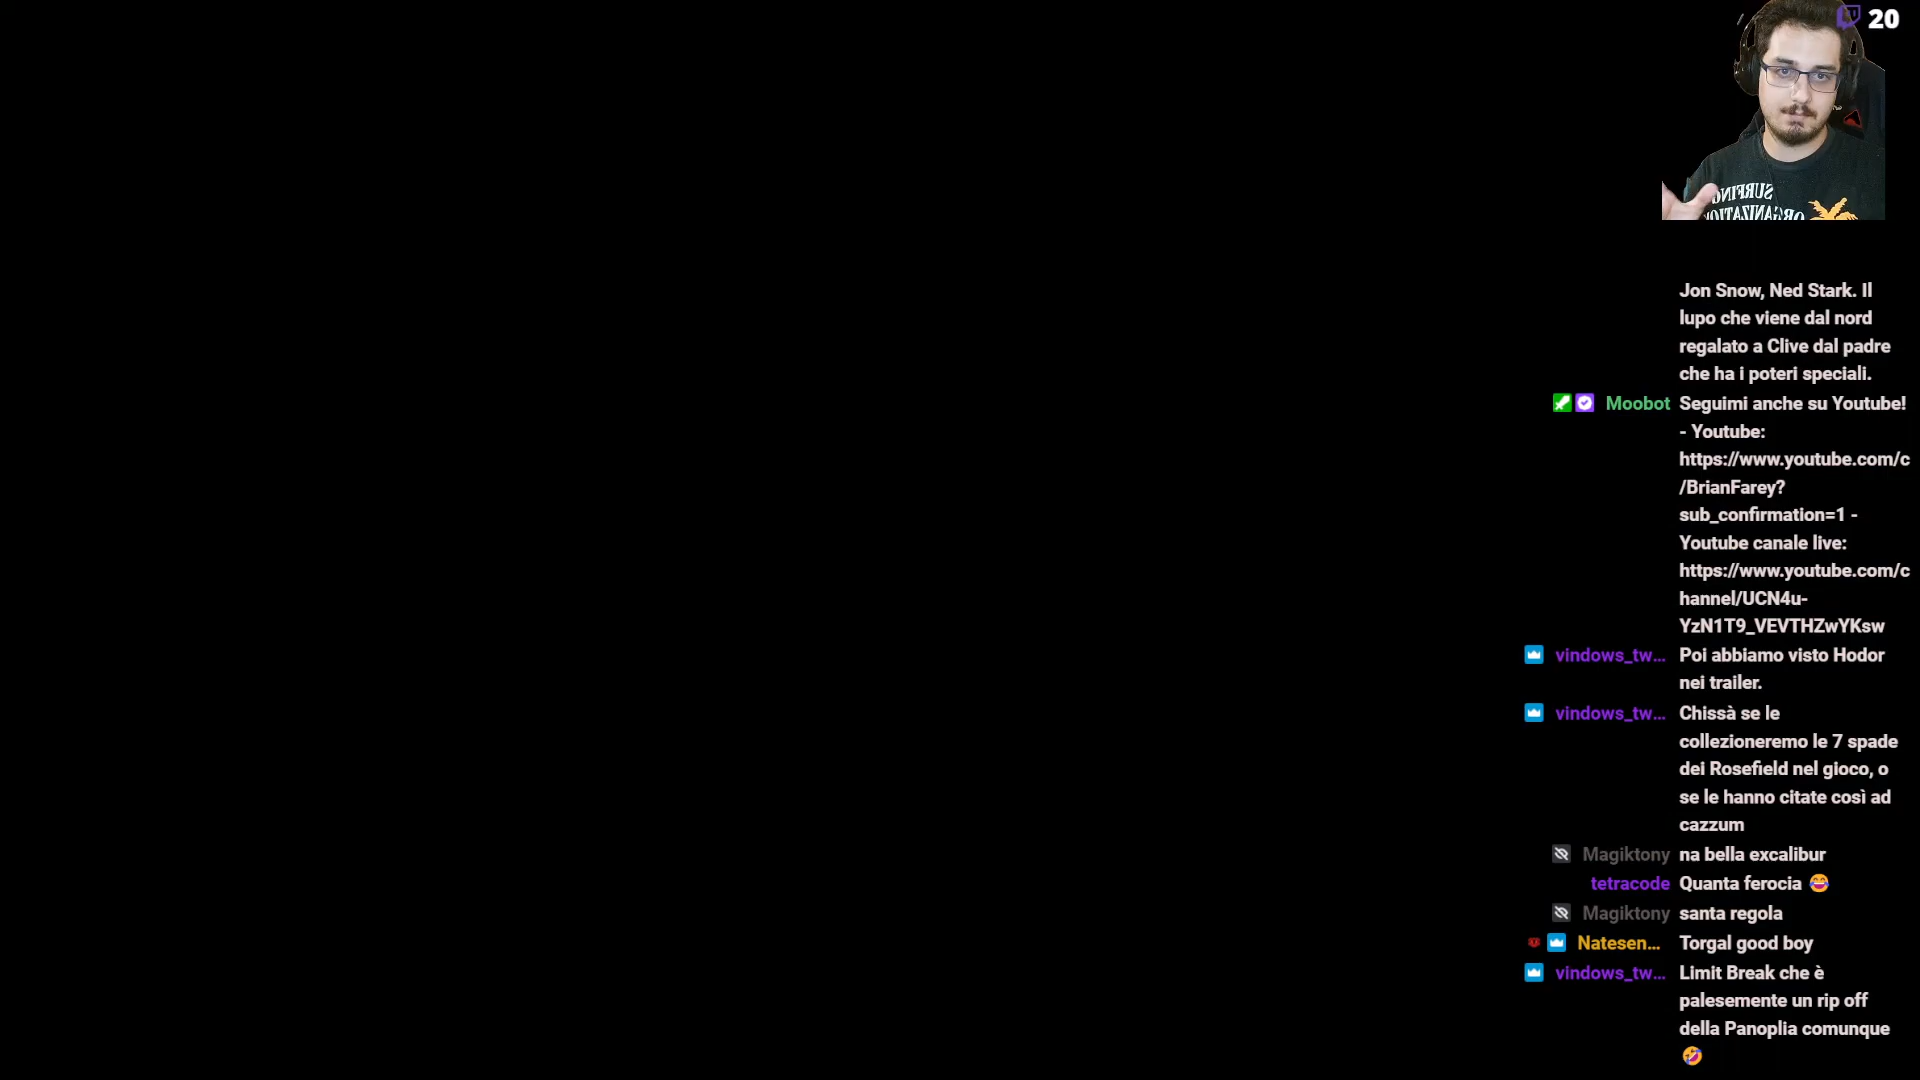 20
SURFING
ORGANIZATIO
Jon Snow, Ned Stark. Il
lupo che viene dal nord
regalato a Clive dal padre
che ha i poteri speciali.
Moobot Seguimi anche su Youtube!
- Youtube:
https://www.youtube.com/c
/BrianFarey?
sub_confirmation=1 -
Youtube canale live:
https://www.youtube.com/c
hannel/UCN4u-
YzN1T9_VEVTHZwYKsw
vindows_tw... Poi abbiamo visto Hodor
nei trailer.
vindows_tw... Chissà se le
collezioneremo le 7 spade
dei Rosefield nel gioco, o
se le hanno citate così ad
cazzum
Magiktony na bella excalibur
tetracode Quanta ferocia 😂
Magiktony santa regola
Natesen... Torgal good boy
vindows_tw... Limit Break che è
palesemente un rip off
della Panoplia comunque
🤣